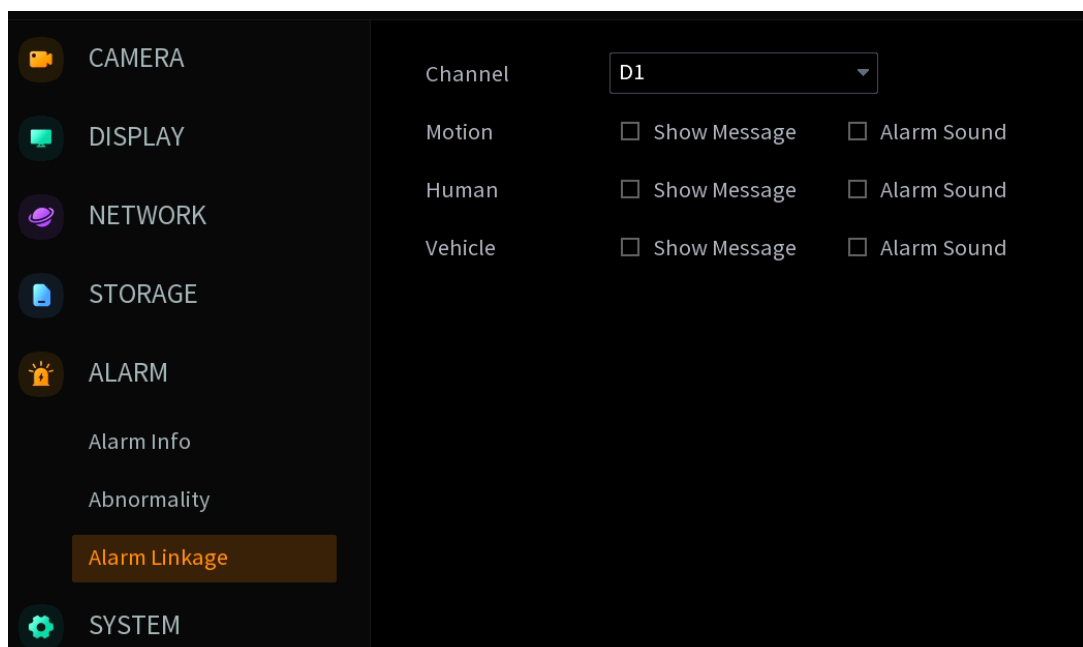 CAMERA
DISPLAY
NETWORK
STORAGE
ALARM
Alarm Info
Abnormality
Alarm Linkage
SYSTEM
Channel D1
Motion Show Message Alarm Sound
Human Show Message Alarm Sound
Vehicle Show Message Alarm Sound